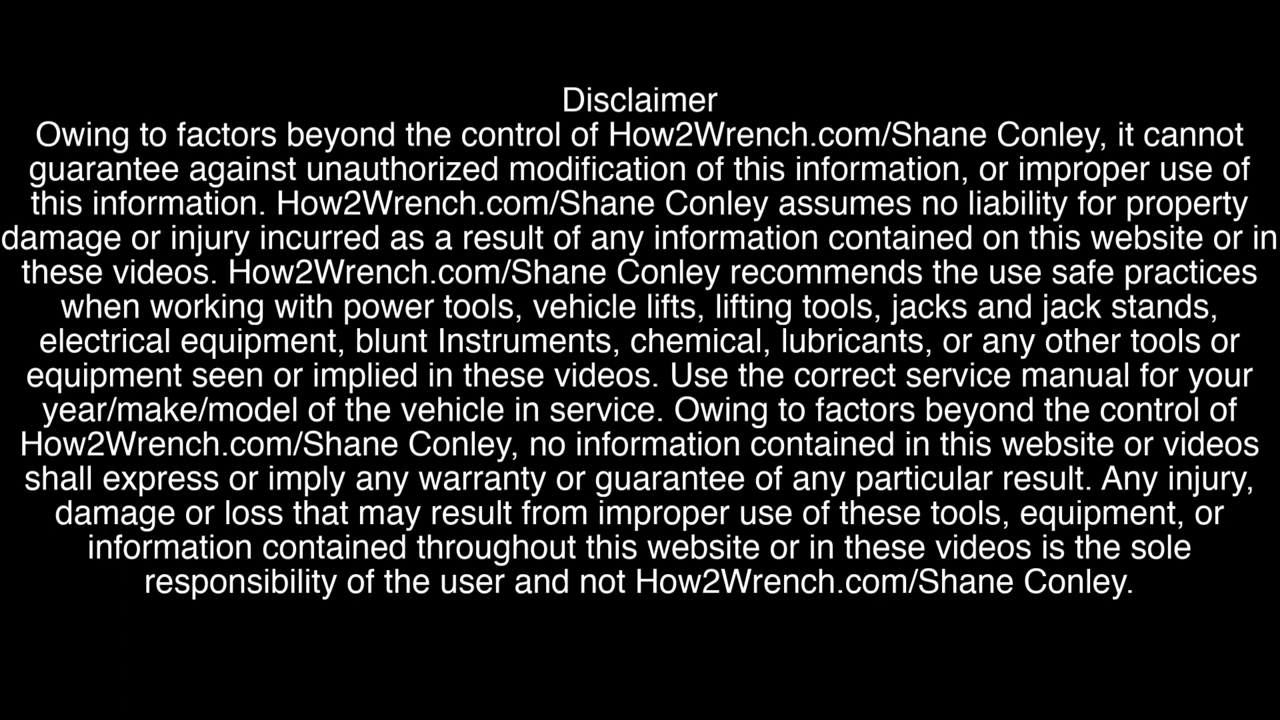 Disclaimer
Owing to factors beyond the control of How2Wrench.com/Shane Conley, it cannot
guarantee against unauthorized modification of this information, or improper use of
this information. How2Wrench.com/Shane Conley assumes no liability for property
damage or injury incurred as a result of any information contained on this website or in
these videos. How2Wrench.com/Shane Conley recommends the use safe practices
when working with power tools, vehicle lifts, lifting tools, jacks and jack stands,
electrical equipment, blunt Instruments, chemical, lubricants, or any other tools or
equipment seen or implied in these videos. Use the correct service manual for your
year/make/model of the vehicle in service. Owing to factors beyond the control of
How2Wrench.com/Shane Conley, no information contained in this website or videos
shall express or imply any warranty or guarantee of any particular result. Any injury,
damage or loss that may result from improper use of these tools, equipment, or
information contained throughout this website or in these videos is the sole
responsibility of the user and not How2Wrench.com/Shane Conley.